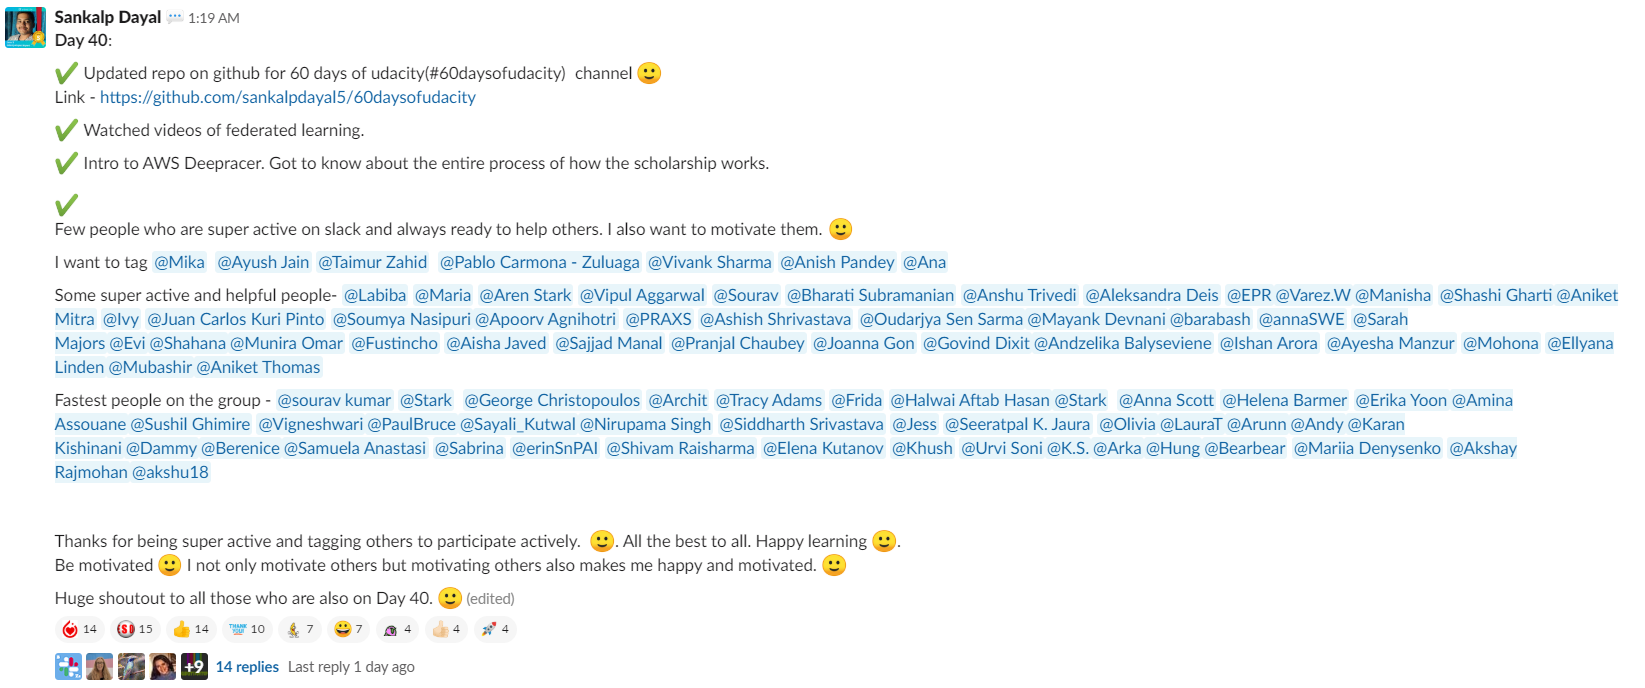 Sankalp Dayal 1:19 AM
Day 40:
Updated repo on github for 60 days of udacity(#60daysofudacity) channel
Link - https://github.com/sankalpdayal5/60daysofudacity
Watched videos of federated learning.
Intro to AWS Deepracer. Got to know about the entire process of how the scholarship works.
Few people who are super active on slack and always ready to help others. I also want to motivate them.
I want to tag @Mika @Ayush Jain @Taimur Zahid @Pablo Carmona - Zuluaga @Vivank Sharma @Anish Pandey @Ana
Some super active and helpful people- @Labiba @Maria @Aren Stark @Vipul Aggarwal @Sourav @Bharati Subramanian @Anshu Trivedi @Aleksandra Deis @EPR @Varez.W @Manisha @Shashi Gharti @Aniket
Mitra @Ivy @Juan Carlos Kuri Pinto @Soumya Nasipuri @Apoorv Agnihotri @PRAXS @Ashish Shrivastava @Oudarjya Sen Sarma @Mayank Devnani @barabash @annaSWE @Sarah
Majors @Evi @Shahana @Munira Omar @Fustincho @Aisha Javed @Sajjad Manal @Pranjal Chaubey @Joanna Gon @Govind Dixit @Andzelika Balyseviene @Ishan Arora @Ayesha Manzur @Mohona @Ellyana
Linden @Mubashir @Aniket Thomas
Fastest people on the group - @sourav kumar @Stark @George Christopoulos @Archit @Tracy Adams @Frida @Halwai Aftab Hasan @Stark @Anna Scott @Helena Barmer @Erika Yoon @Amina
Assouane @Sushil Ghimire @Vigneshwari @PaulBruce @Sayali_Kutwal @Nirupama Singh @Siddharth Srivastava @Jess @Seeratpal K. Jaura @Olivia @LauraT @Arunn @Andy @Karan
Kishinani @Dammy @Berenice @Samuela Anastasi @Sabrina @erinSnPAI @Shivam Raisharma @Elena Kutanov @Khush @Urvi Soni @K.S. @Arka @Hung @Bearbear @Mariia Denysenko @Akshay
Rajmohan @akshu18
Thanks for being super active and tagging others to participate actively. . All the best to all. Happy learning .
Be motivated I not only motivate others but motivating others also makes me happy and motivated.
Huge shoutout to all those who are also on Day 40. (edited)
14 15 14 THANK YOU! 10 7 7 4 4 4
+9 14 replies Last reply 1 day ago